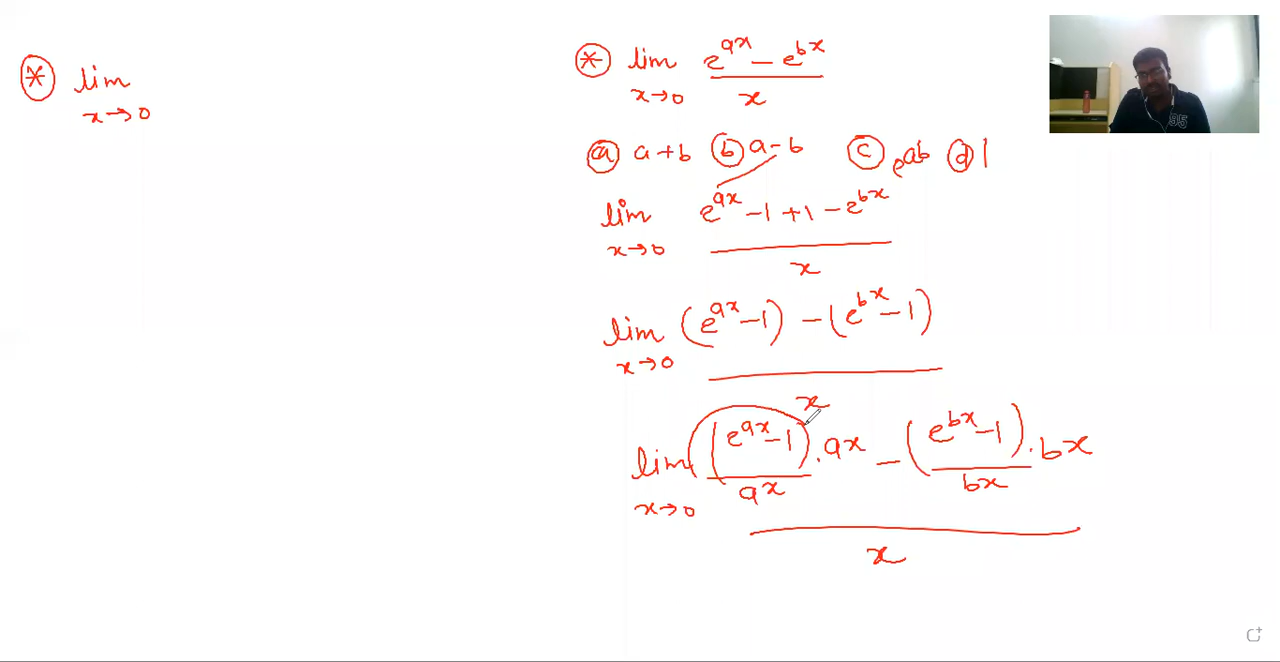 * lim
x→0
* lim e^{ax} - e^{bx}
x→0 x
a a+b b a-b c e^{ab} d 1
lim e^{ax} - 1 + 1 - e^{bx}
x→0 x
lim (e^{ax} - 1) - (e^{bx} - 1)
x→0 x
lim ((e^{ax} - 1) . ax - (e^{bx} - 1) . bx
ax bx
x→0
x
95